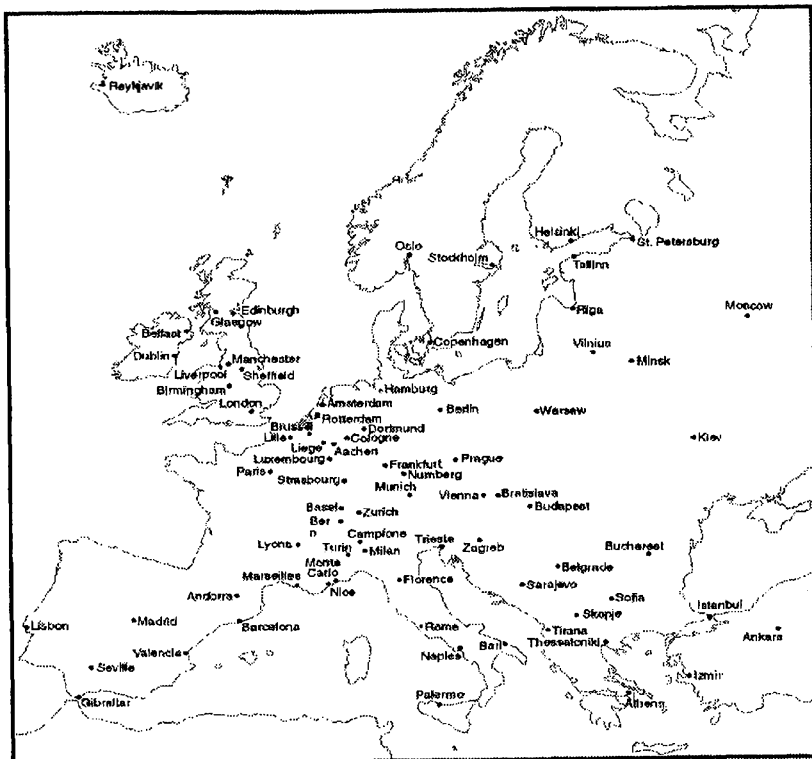 Reykjavik
Helsinki
St. Petersburg
Oslo
Stockholm
Tallinn
Edinburgh
Glasgow
Riga
Moscow
Belfast
Copenhagen
Vilnius
Dublin
Manchester
Minsk
Liverpool
Sheffield
Birmingham
Hamburg
London
Amsterdam
Berlin
Warsaw
Rotterdam
Brussel
Dortmund
Lille
Cologne
Kiev
Liege
Aachen
Luxembourg
Frankfurt
Prague
Paris
Strasbourg
Nurnberg
Munich
Vienna
Bratislava
Basel
Zurich
Budapest
Ber
n
Campione
Lyons
Turin
Milan
Trieste
Zagreb
Bucharest
Monte
Carlo
Belgrade
Marseilles
Nice
Florence
Sarajevo
Andorra
Sofia
Skopje
Istanbul
Lisbon
Madrid
Barcelona
Rome
Tirana
Ankara
Valencia
Naples
Bari
Thessaloniki
Seville
Izmir
Gibraltar
Palermo
Athens